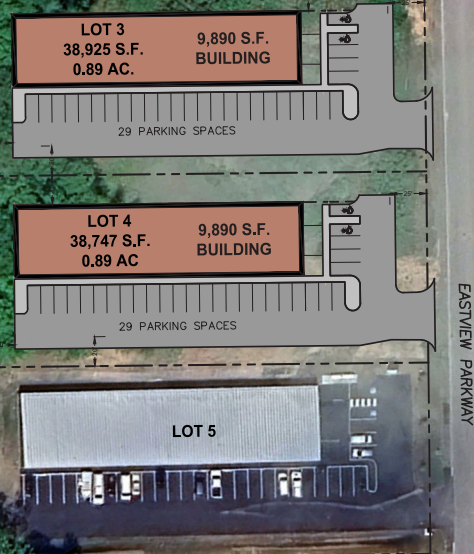 LOT 3
38,925 S.F.
0.89 AC.
9,890 S.F.
BUILDING
29 PARKING SPACES
25'
LOT 4
38,747 S.F.
0.89 AC
9,890 S.F.
BUILDING
29 PARKING SPACES
EASTVIEW PARKWAY
LOT 5